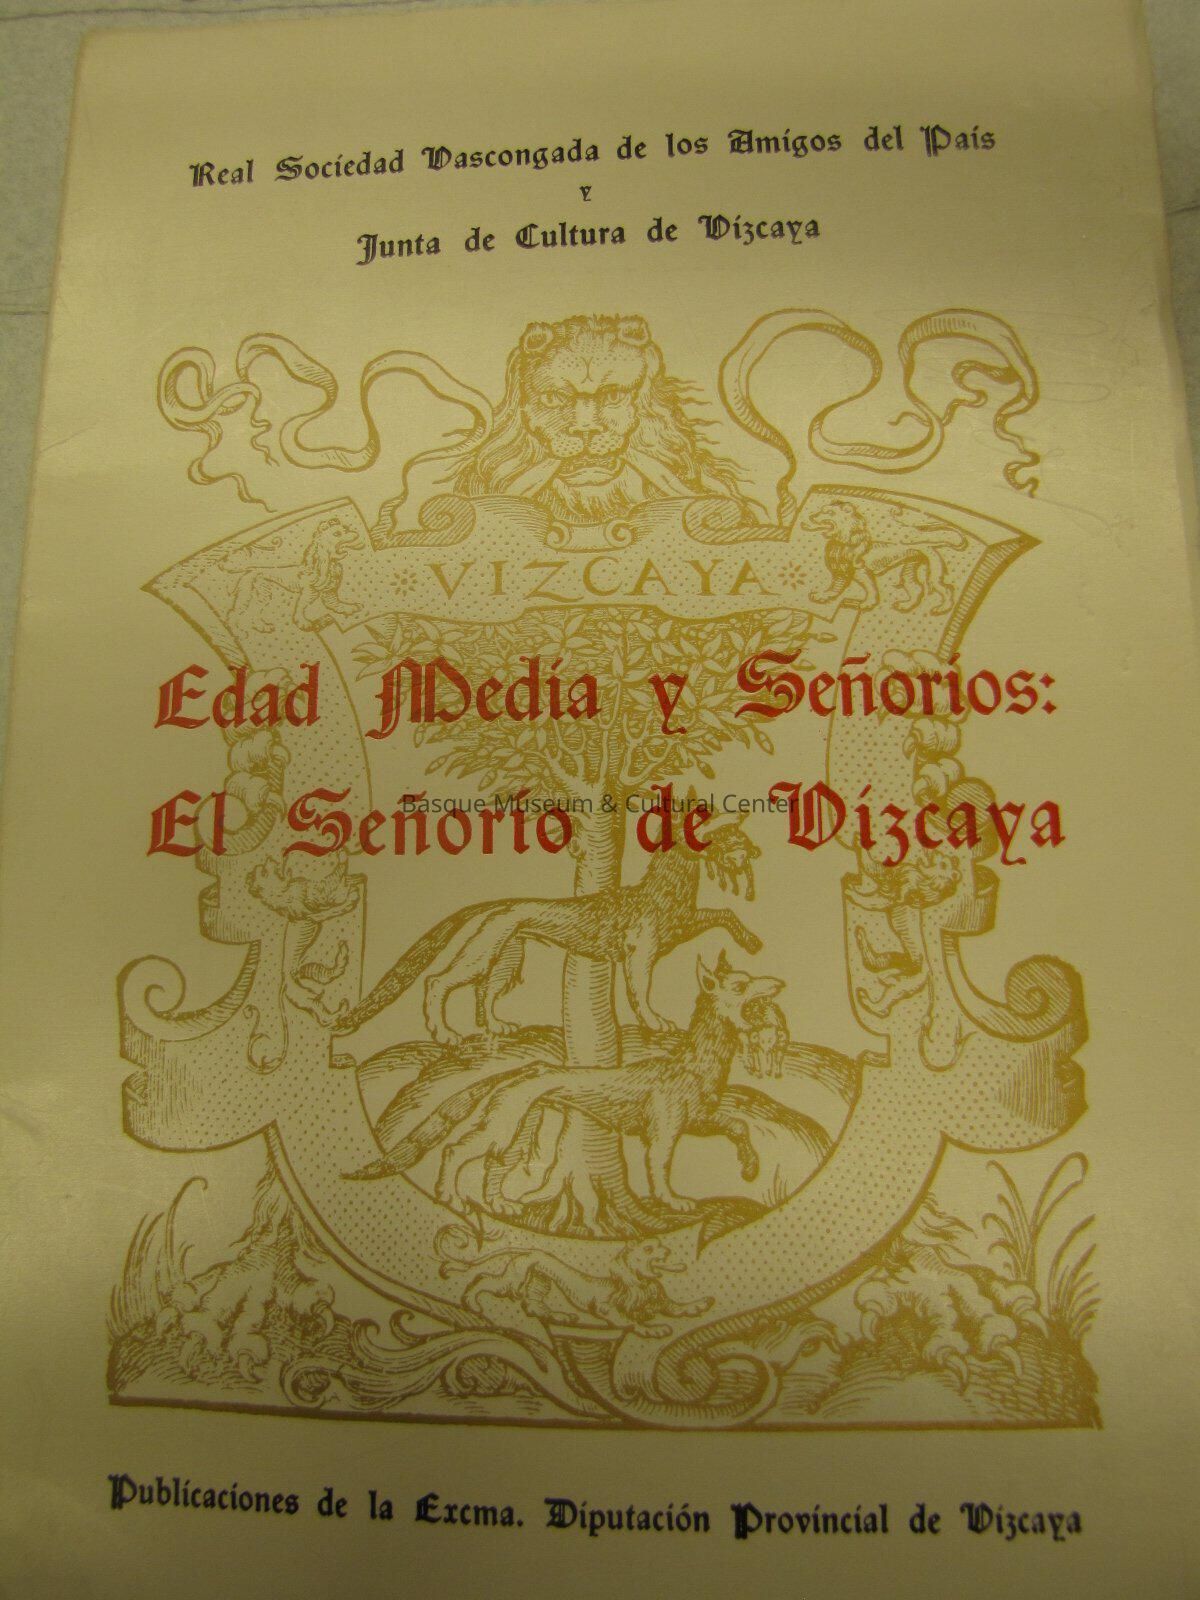 Real Sociedad Vascongada de los Amigos del País
y
Junta de Cultura de Vizcaya
VIZCAYA
Edad Media y Señoríos:
El Señorío de Vizcaya
Basque Museum & Cultural Center
Publicaciones de la Excma. Diputación Provincial de Vizcaya